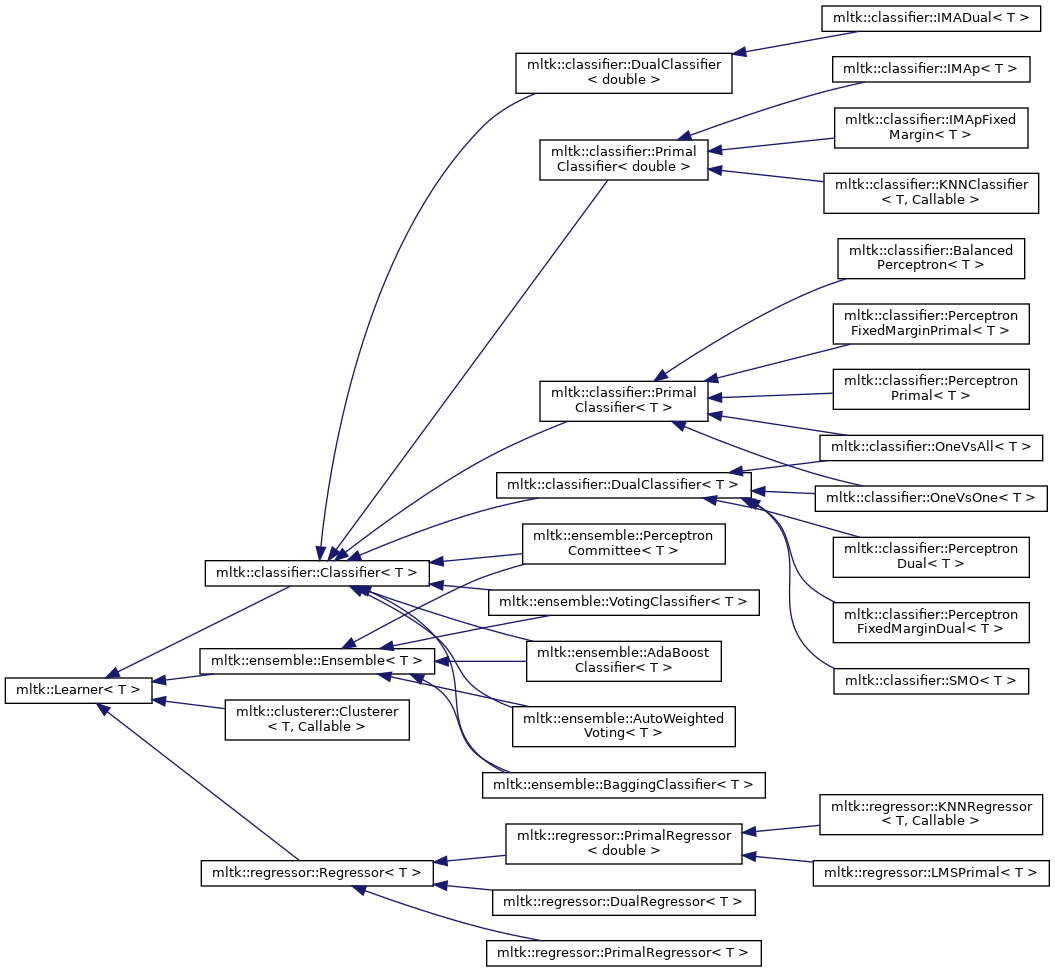 mltk::classifier::IMADual< T >
mltk::classifier::DualClassifier
< double >
mltk::classifier::IMAp< T >
mltk::classifier::IMApFixed
Margin< T >
mltk::classifier::Primal
Classifier< double >
mltk::classifier::KNNClassifier
< T, Callable >
mltk::classifier::Balanced
Perceptron< T >
mltk::classifier::Perceptron
FixedMarginPrimal< T >
mltk::classifier::Primal
Classifier< T >
mltk::classifier::Perceptron
Primal< T >
mltk::classifier::OneVsAll< T >
mltk::classifier::DualClassifier< T >
mltk::classifier::OneVsOne< T >
mltk::ensemble::Perceptron
Committee< T >
mltk::classifier::Perceptron
Dual< T >
mltk::classifier::Classifier< T >
mltk::ensemble::VotingClassifier< T >
mltk::classifier::Perceptron
FixedMarginDual< T >
mltk::ensemble::Ensemble< T >
mltk::ensemble::AdaBoost
Classifier< T >
mltk::classifier::SMO< T >
mltk::Learner< T >
mltk::clusterer::Clusterer
< T, Callable >
mltk::ensemble::AutoWeighted
Voting< T >
mltk::ensemble::BaggingClassifier< T >
mltk::regressor::KNNRegressor
< T, Callable >
mltk::regressor::PrimalRegressor
< double >
mltk::regressor::Regressor< T >
mltk::regressor::LMSPrimal< T >
mltk::regressor::DualRegressor< T >
mltk::regressor::PrimalRegressor< T >